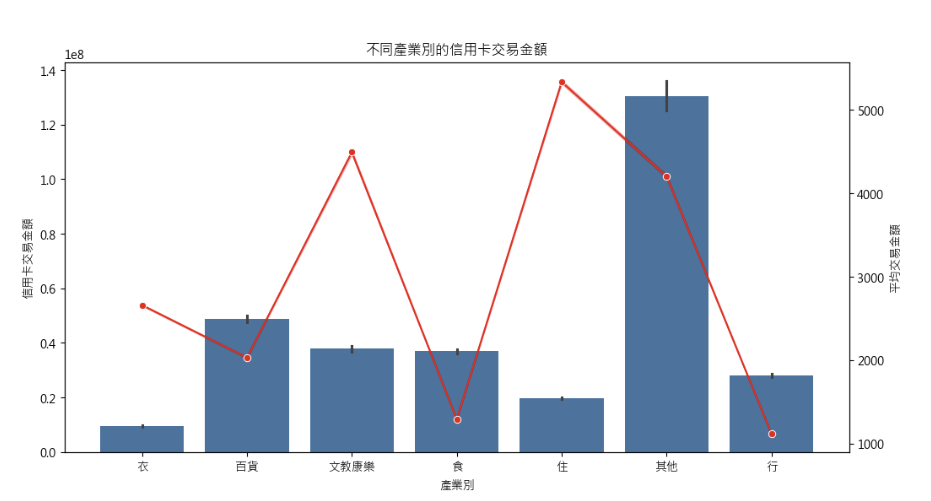 不同產業別的信用卡交易金額
1e8
1.4
1.2
1.0
0.8
0.6
0.4
0.2
0.0
信用卡交易金額
5000
4000
3000
2000
1000
平均交易金額
衣 百貨 文教康樂 食 住 其他 行
產業別